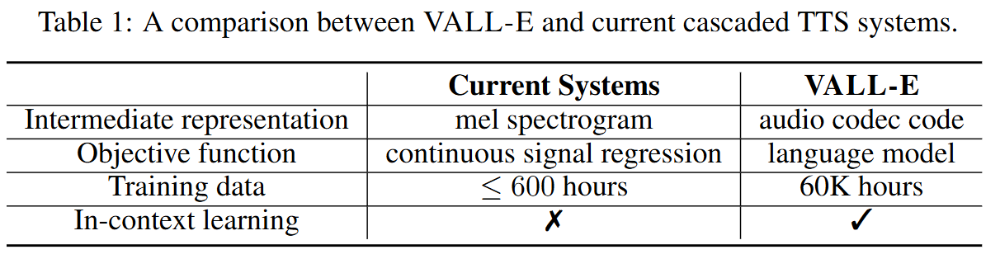 Table 1: A comparison between VALL-E and current cascaded TTS systems.
Current Systems VALL-E
Intermediate representation mel spectrogram audio codec code
Objective function continuous signal regression language model
Training data ≤ 600 hours 60K hours
In-context learning ✗ ✓